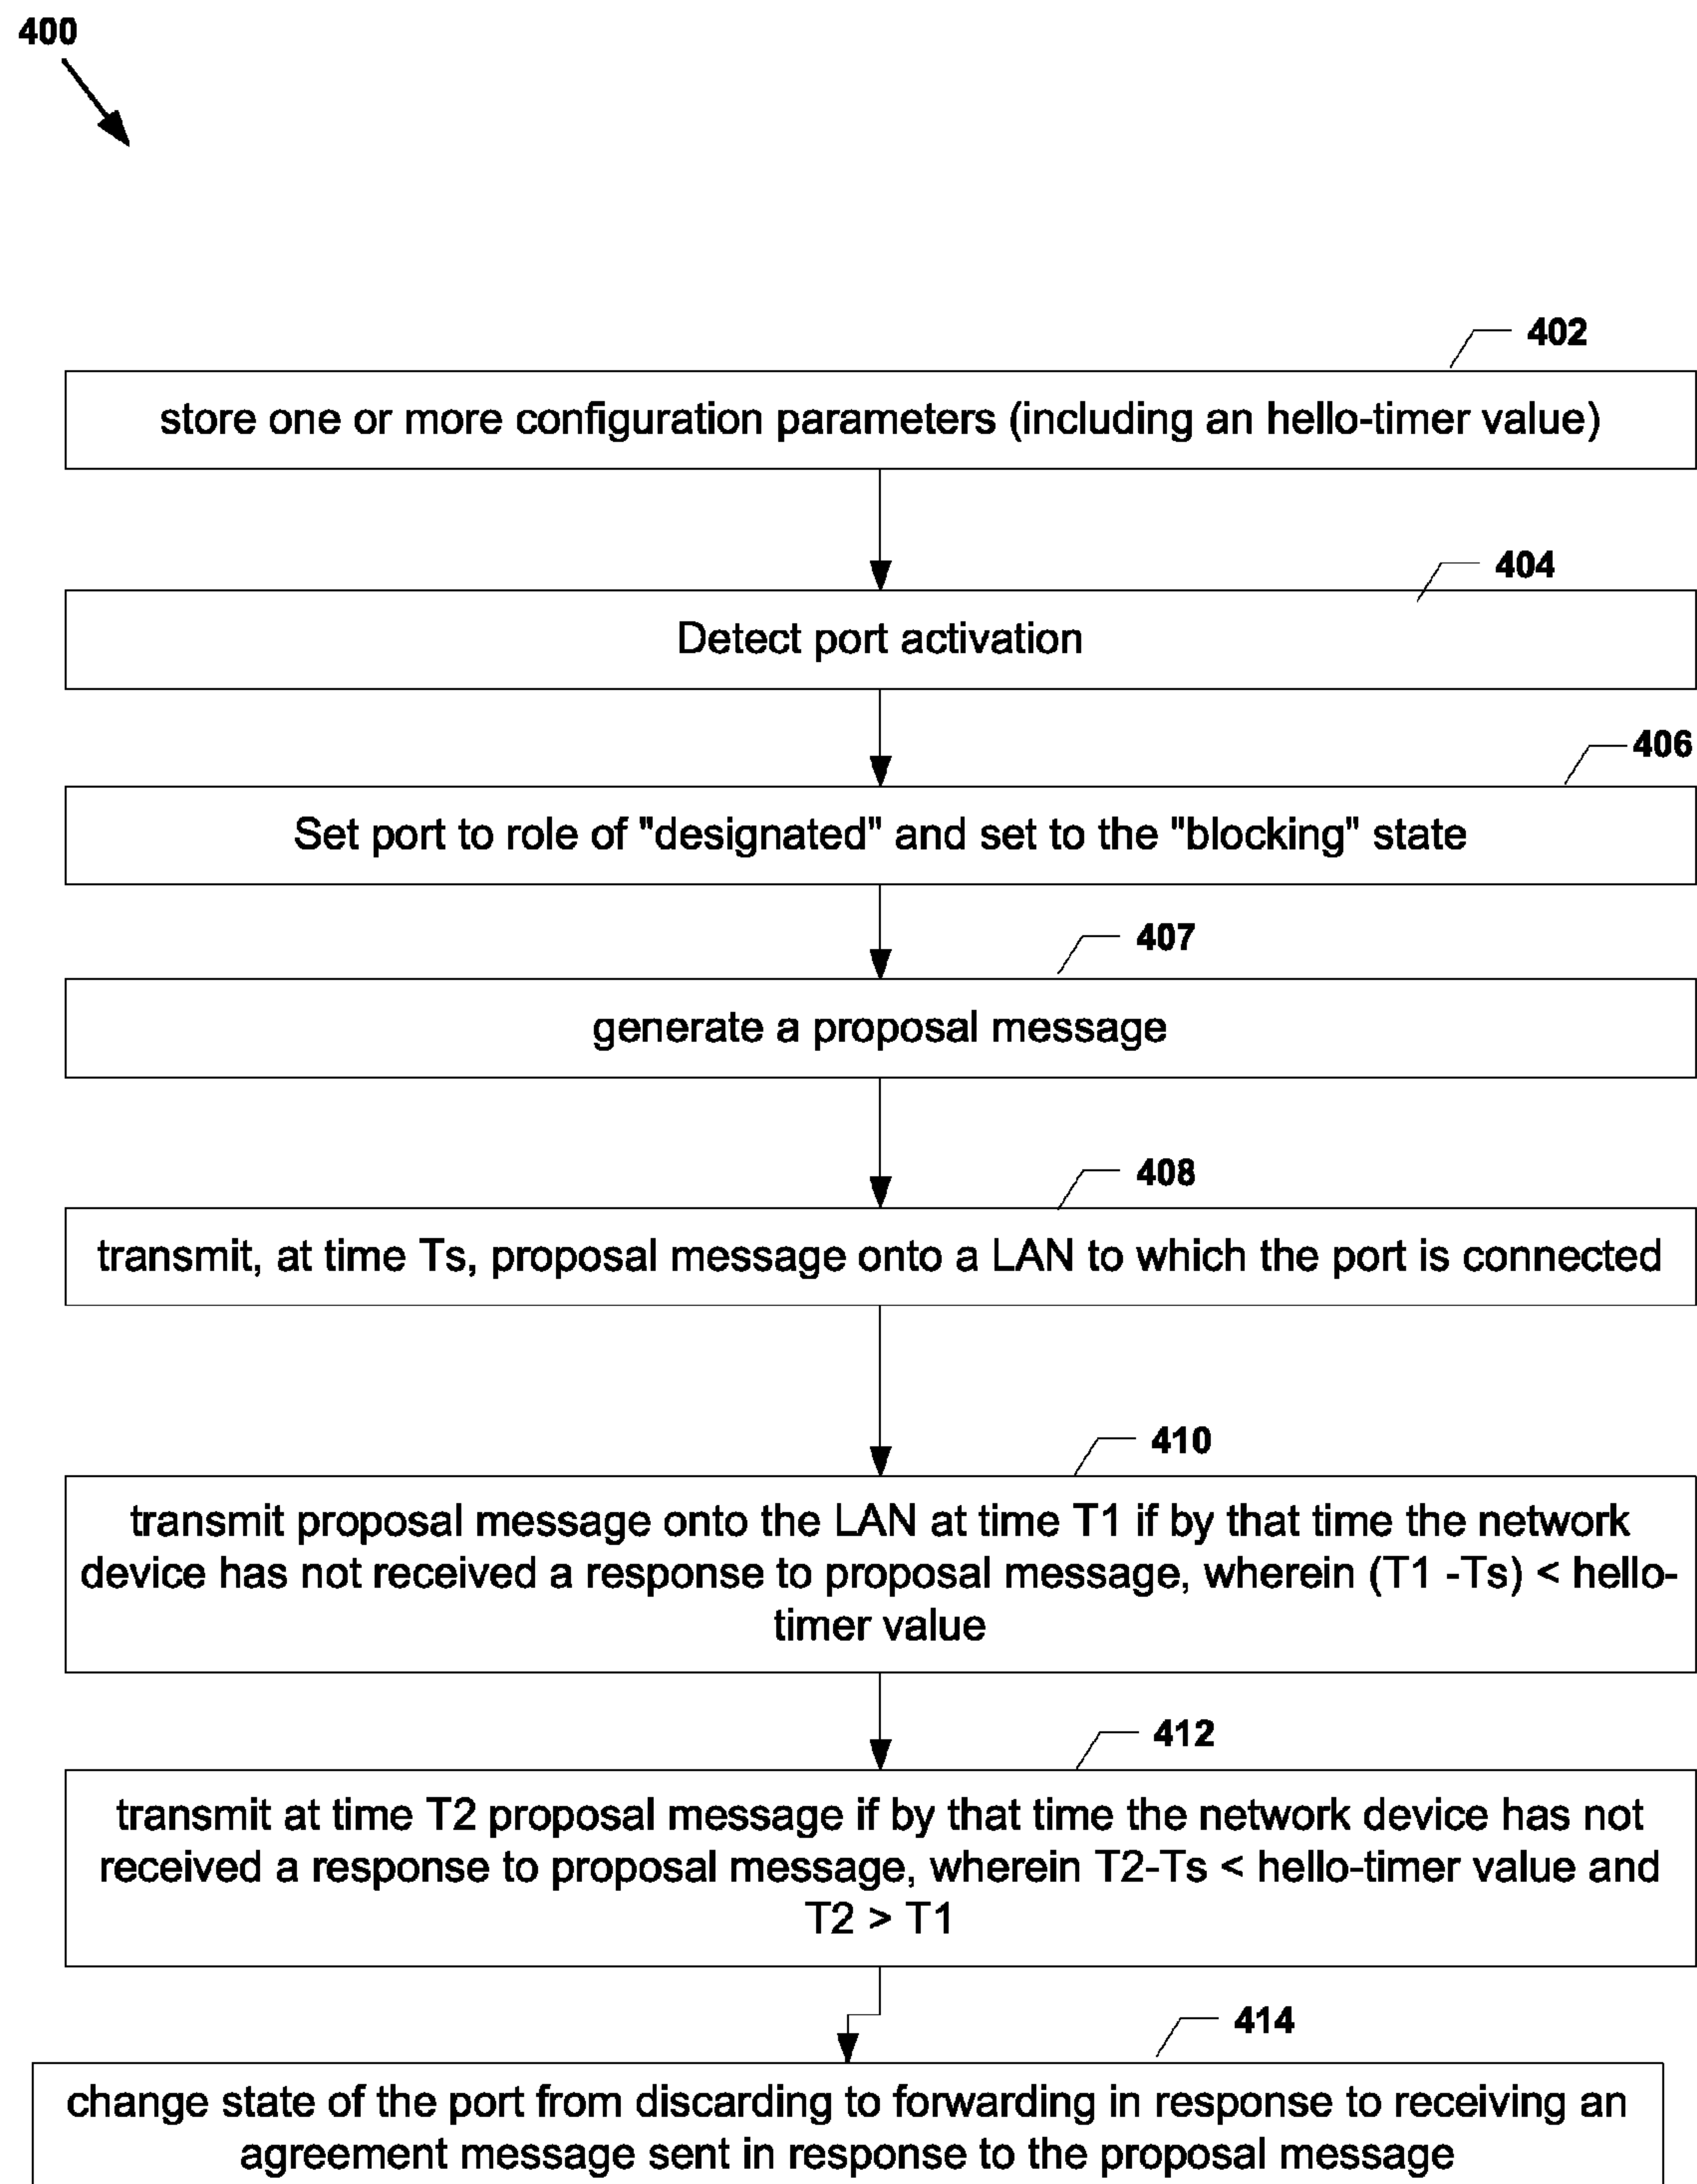 400
402
store one or more configuration parameters (including an hello-timer value)
404
Detect port activation
406
Set port to role of "designated" and set to the "blocking" state
407
generate a proposal message
408
transmit, at time Ts, proposal message onto a LAN to which the port is connected
410
transmit proposal message onto the LAN at time T1 if by that time the network
device has not received a response to proposal message, wherein (T1 -Ts) < hello-
timer value
412
transmit at time T2 proposal message if by that time the network device has not
received a response to proposal message, wherein T2-Ts < hello-timer value and
T2 > T1
414
change state of the port from discarding to forwarding in response to receiving an
agreement message sent in response to the proposal message